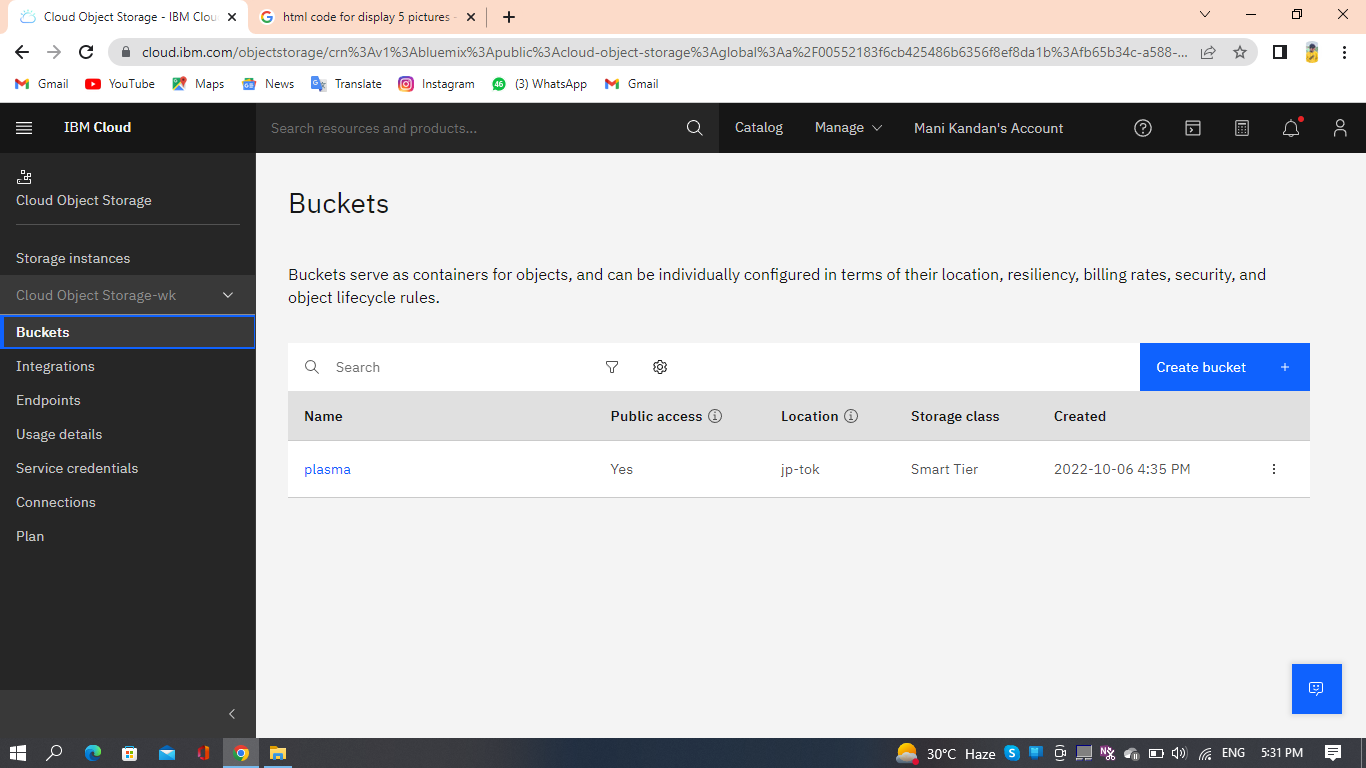 Cloud Object Storage - IBM Clou
html code for display 5 pictures -
cloud.ibm.com/objectstorage/crn%3Av1%3Abluemix%3Apublic%3Acloud-object-storage%3Aglobal%3Aa%2F00552183f6cb425486b6356f8ef8da1b%3Afb65b34c-a588-...
Gmail YouTube Maps News Translate Instagram 46 (3) WhatsApp Gmail
IBM Cloud Search resources and products... Catalog Manage Mani Kandan's Account
Cloud Object Storage
Storage instances
Cloud Object Storage-wk
Buckets
Integrations
Endpoints
Usage details
Service credentials
Connections
Plan
Buckets
Buckets serve as containers for objects, and can be individually configured in terms of their location, resiliency, billing rates, security, and
object lifecycle rules.
Search Create bucket +
Name Public access Location Storage class Created
plasma Yes jp-tok Smart Tier 2022-10-06 4:35 PM
30°C Haze ENG 5:31 PM